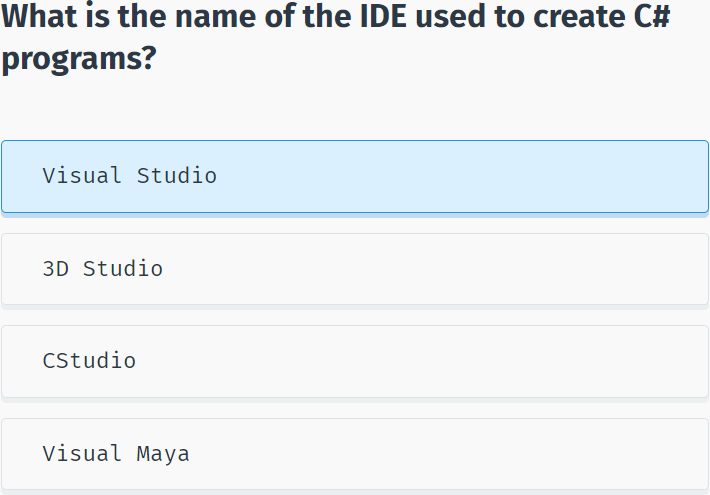 What is the name of the IDE used to create C#
programs?
Visual Studio
3D Studio
CStudio
Visual Maya